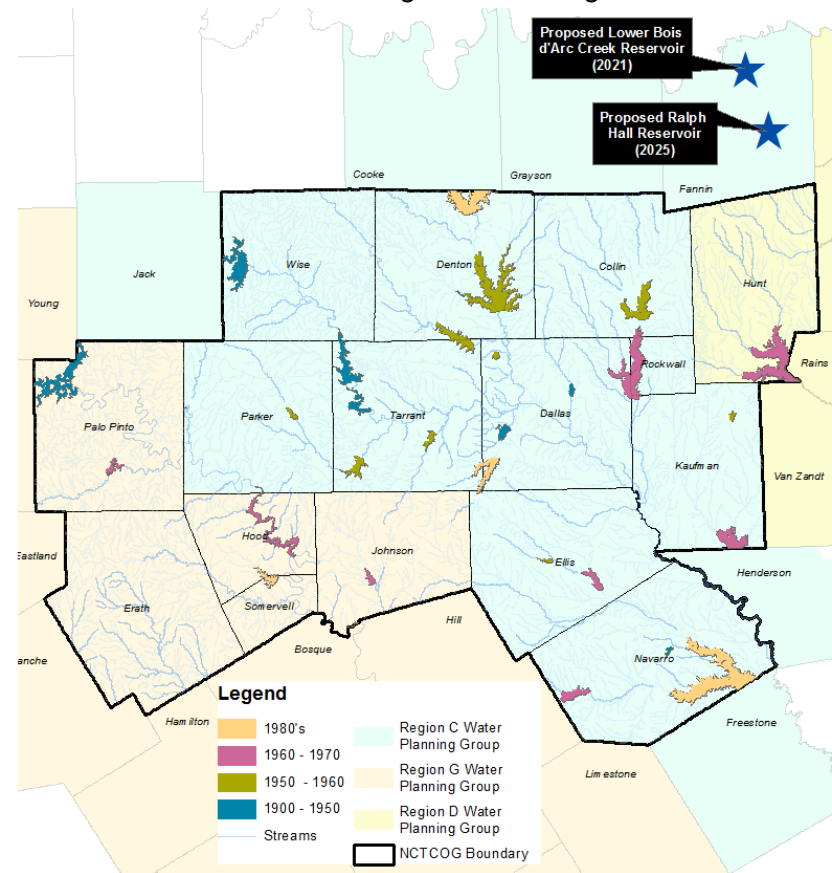 Proposed Lower Bois
d'Arc Creek Reservoir
(2021)
Proposed Ralph
Hall Reservoir
(2025)
Cooke
Grayson
Fannin
Jack
Wise
Denton
Collin
Hunt
Young
Rockwall
Rains
Palo Pinto
Parker
Tarrant
Dallas
Kaufman
Van Zandt
Eastland
Hood
Johnson
Ellis
Henderson
Erath
Somervell
Hill
Bosque
Navarro
anche
Hamilton
Freestone
Limestone
Legend
1980's
1960 - 1970
1950 - 1960
1900 - 1950
Streams
Region C Water
Planning Group
Region G Water
Planning Group
Region D Water
Planning Group
NCTCOG Boundary